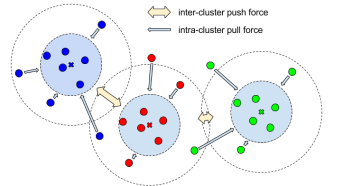 inter-cluster push force
intra-cluster pull force